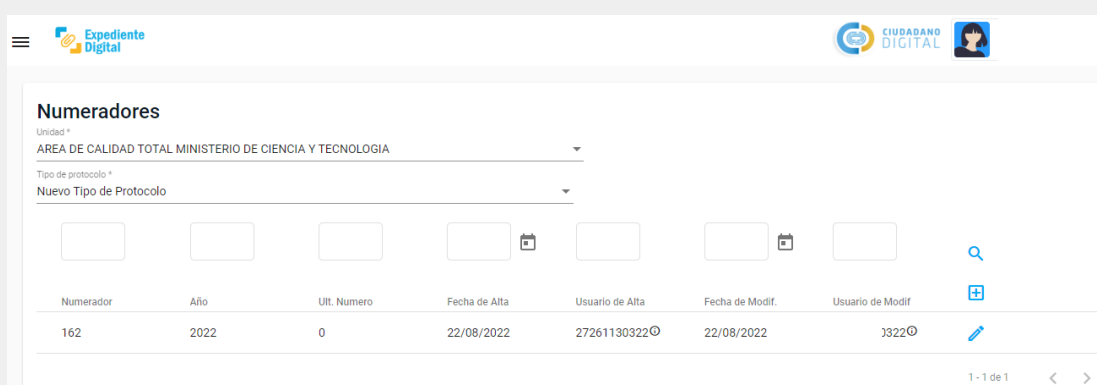 Expediente
Digital
CIUDADANO
DIGITAL
Numeradores
Unidad *
AREA DE CALIDAD TOTAL MINISTERIO DE CIENCIA Y TECNOLOGIA
Tipo de protocolo *
Nuevo Tipo de Protocolo
Numerador Año Ult. Numero Fecha de Alta Usuario de Alta Fecha de Modif. Usuario de Modif
162 2022 0 22/08/2022 27261130322 22/08/2022 0322
1 - 1 de 1